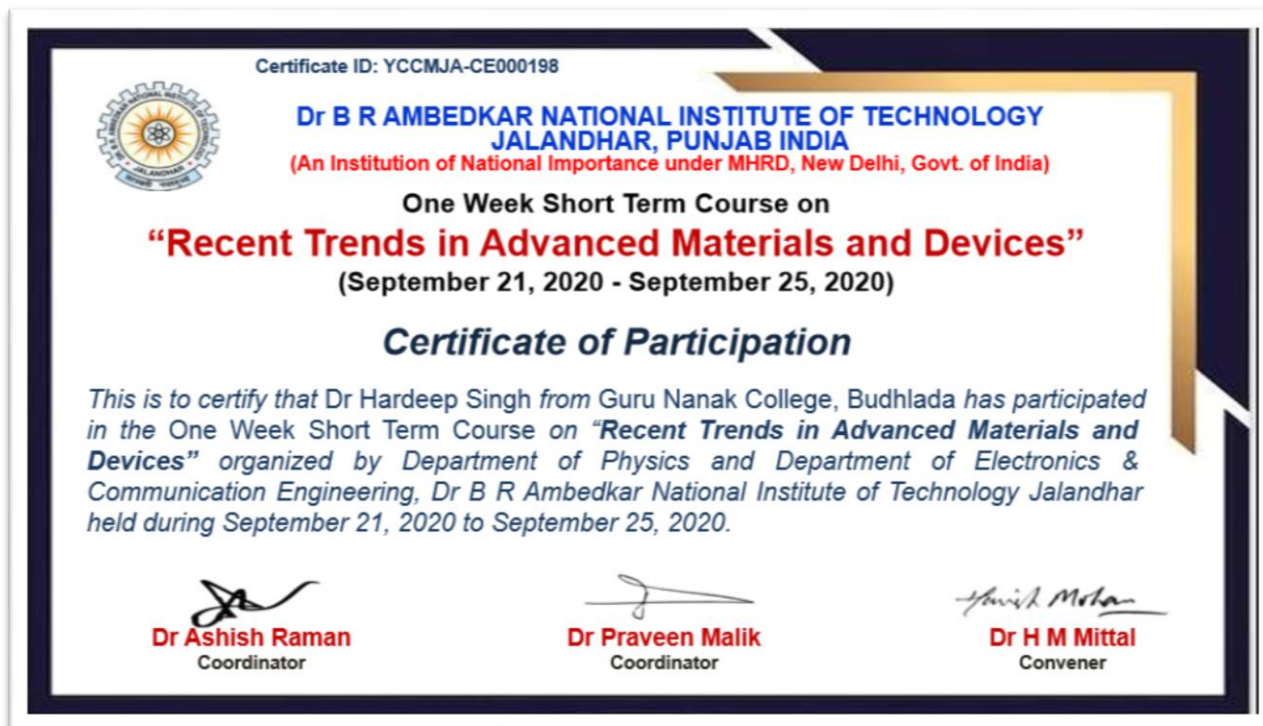 Certificate ID: YCCMJA-CE000198
Dr B R AMBEDKAR NATIONAL INSTITUTE OF TECHNOLOGY
JALANDHAR, PUNJAB INDIA
(An Institution of National Importance under MHRD, New Delhi, Govt. of India)
One Week Short Term Course on
“Recent Trends in Advanced Materials and Devices”
(September 21, 2020 - September 25, 2020)
Certificate of Participation
This is to certify that Dr Hardeep Singh from Guru Nanak College, Budhlada has participated
in the One Week Short Term Course on “Recent Trends in Advanced Materials and
Devices” organized by Department of Physics and Department of Electronics &
Communication Engineering, Dr B R Ambedkar National Institute of Technology Jalandhar
held during September 21, 2020 to September 25, 2020.
Dr Ashish Raman
Coordinator
Dr Praveen Malik
Coordinator
Dr H M Mittal
Convener